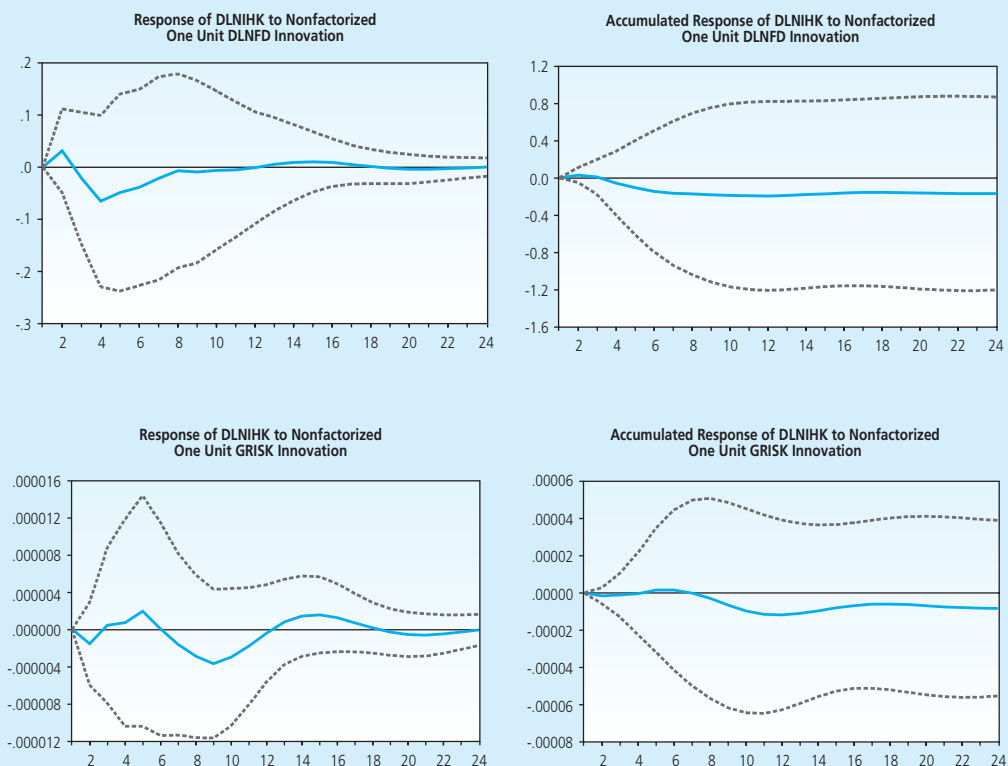 Response of DLNIHK to Nonfactorized
One Unit DLNFD Innovation
.2
.1
.0
-.1
-.2
-.3
2 4 6 8 10 12 14 16 18 20 22 24
Accumulated Response of DLNIHK to Nonfactorized
One Unit DLNFD Innovation
1.2
0.8
0.4
0.0
-0.4
-0.8
-1.2
-1.6
2 4 6 8 10 12 14 16 18 20 22 24
Response of DLNIHK to Nonfactorized
One Unit GRISK Innovation
.000016
.000012
.000008
.000004
.000000
-.000004
-.000008
-.000012
2 4 6 8 10 12 14 16 18 20 22 24
Accumulated Response of DLNIHK to Nonfactorized
One Unit GRISK Innovation
.00006
.00004
.00002
.00000
-.00002
-.00004
-.00006
-.00008
2 4 6 8 10 12 14 16 18 20 22 24